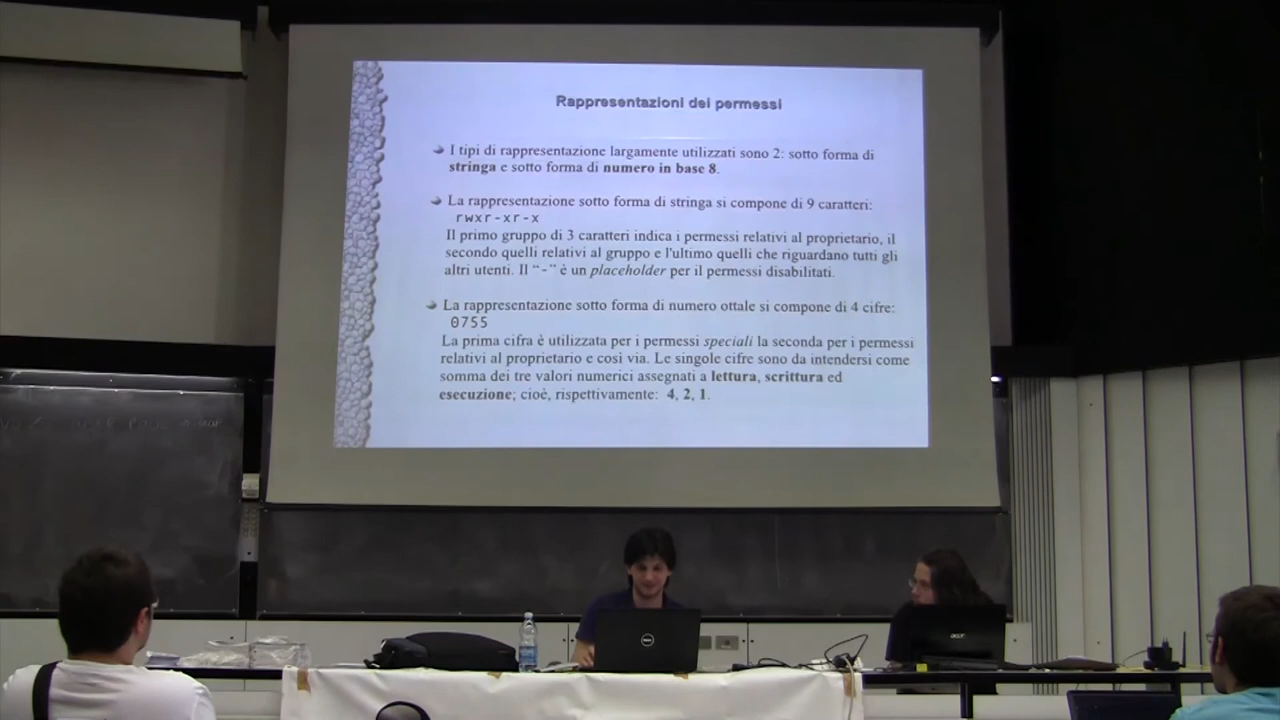 Rappresentazioni dei permessi
I tipi di rappresentazione largamente utilizzati sono 2: sotto forma di
stringa e sotto forma di numero in base 8.
La rappresentazione sotto forma di stringa si compone di 9 caratteri:
rwxr-xr-x
Il primo gruppo di 3 caratteri indica i permessi relativi al proprietario, il
secondo quelli relativi al gruppo e l'ultimo quelli che riguardano tutti gli
altri utenti. Il “-” è un placeholder per il permessi disabilitati.
La rappresentazione sotto forma di numero ottale si compone di 4 cifre:
0755
La prima cifra è utilizzata per i permessi speciali la seconda per i permessi
relativi al proprietario e così via. Le singole cifre sono da intendersi come
somma dei tre valori numerici assegnati a lettura, scrittura ed
esecuzione; cioè, rispettivamente: 4, 2, 1.
DELL
acer